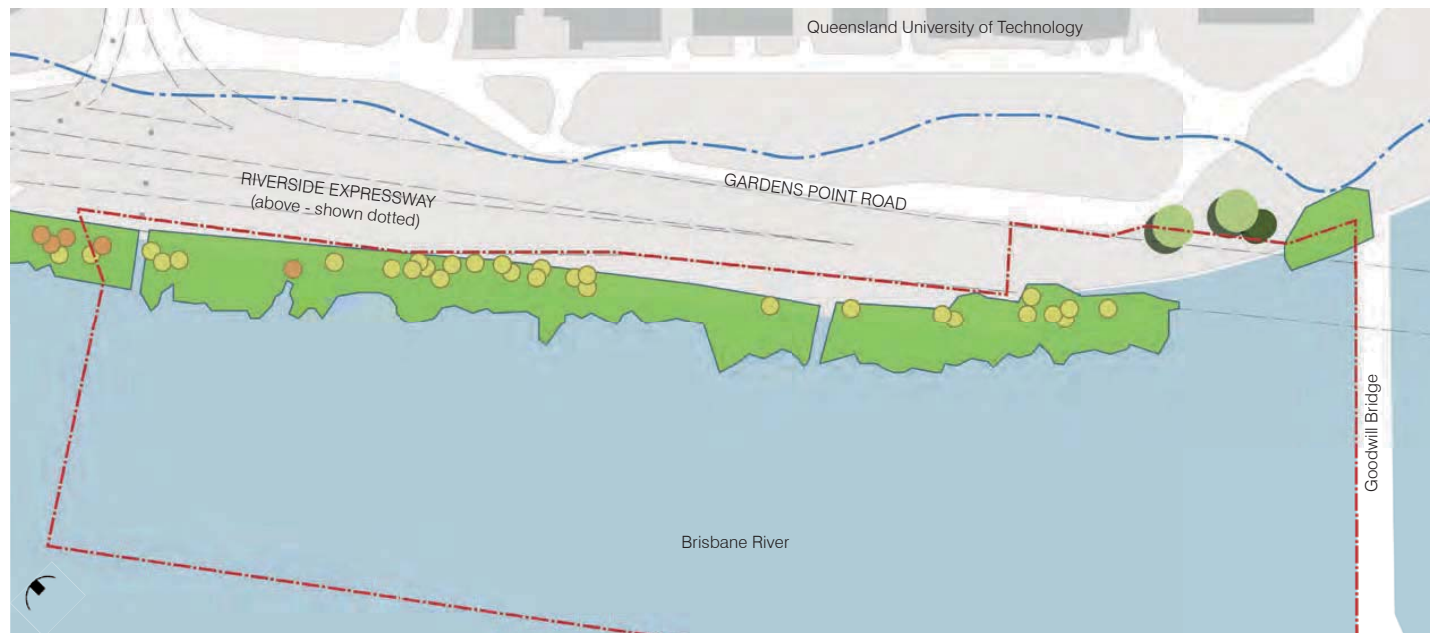 Queensland University of Technology
RIVERSIDE EXPRESSWAY
(above - shown dotted)
GARDENS POINT ROAD
Goodwill Bridge
Brisbane River